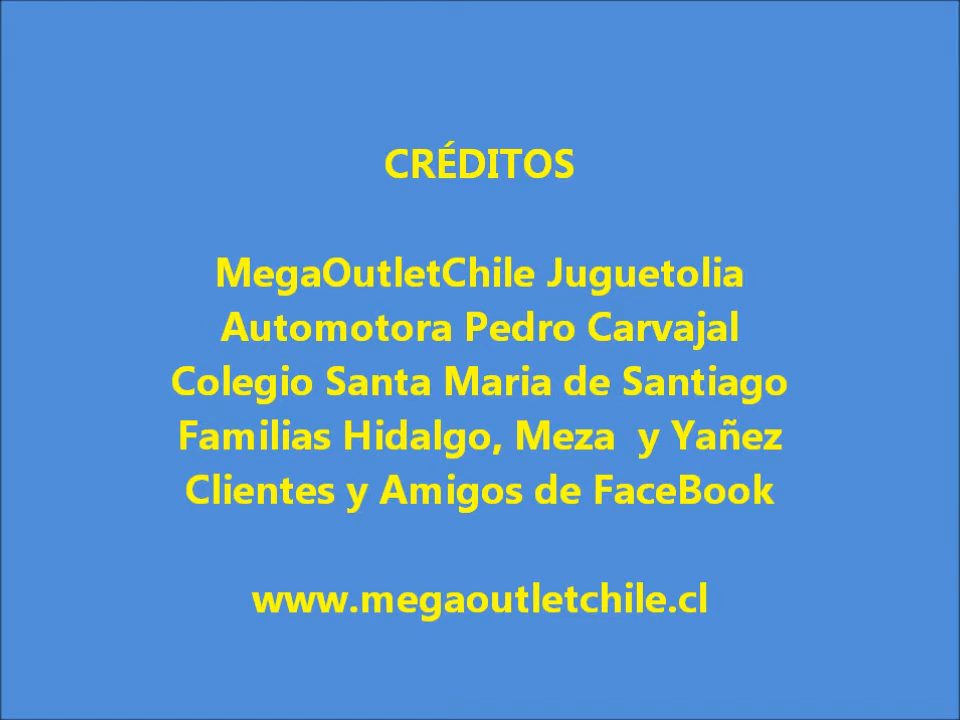 CRÉDITOS
MegaOutletChile Juguetolia
Automotora Pedro Carvajal
Colegio Santa Maria de Santiago
Familias Hidalgo, Meza  y Yañez
Clientes y Amigos de FaceBook
www.megaoutletchile.cl